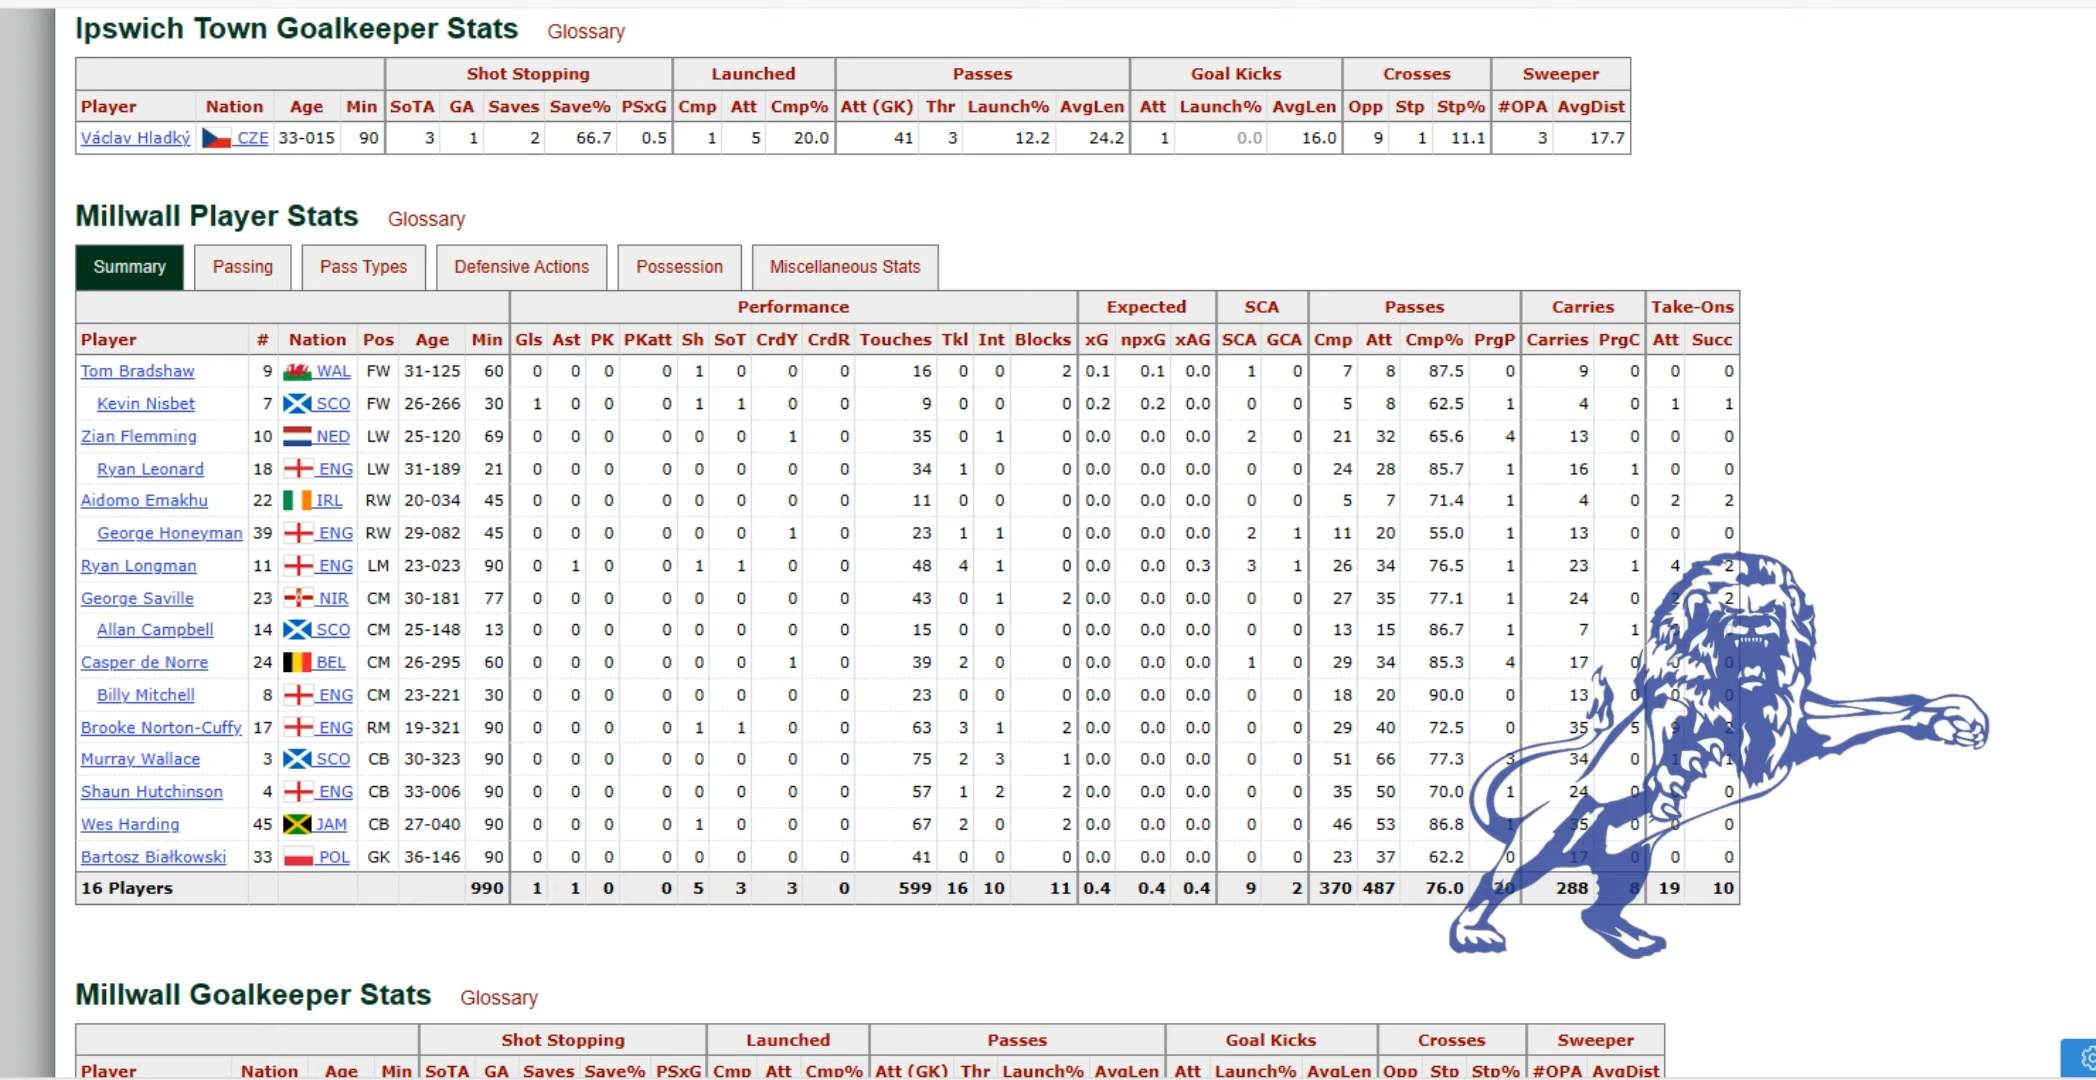 Ipswich Town Goalkeeper Stats Glossary
Shot Stopping Launched Passes Goal Kicks Crosses Sweeper
Player Nation Age Min SoTA GA Saves Save% PSxG Cmp Att Cmp% Att (GK) Thr Launch% AvgLen Att Launch% AvgLen Opp Stp Stp% #OPA AvgDist
Václav Hladký CZE 33-015 90 3 1 2 66.7 0.5 1 5 20.0 41 3 12.2 24.2 1 0.0 16.0 9 1 11.1 3 17.7
Millwall Player Stats Glossary
Summary Passing Pass Types Defensive Actions Possession Miscellaneous Stats
Performance Expected SCA Passes Carries Take-Ons
Player # Nation Pos Age Min Gls Ast PK PKatt Sh SoT CrdY CrdR Touches Tkl Int Blocks xG npxG xAG SCA GCA Cmp Att Cmp% PrgP Carries PrgC Att Succ
Tom Bradshaw 9 WAL FW 31-125 60 0 0 0 0 1 0 0 0 16 0 0 2 0.1 0.1 0.0 1 0 7 8 87.5 0 9 0 0 0
Kevin Nisbet 7 SCO FW 26-266 30 1 0 0 0 1 1 0 0 9 0 0 0 0.2 0.2 0.0 0 0 5 8 62.5 1 4 0 1 1
Zian Flemming 10 NED LW 25-120 69 0 0 0 0 0 0 1 0 35 0 1 0 0.0 0.0 0.0 2 0 21 32 65.6 4 13 0 0 0
Ryan Leonard 18 ENG LW 31-189 21 0 0 0 0 0 0 0 0 34 1 0 0 0.0 0.0 0.0 0 0 24 28 85.7 1 16 1 0 0
Aidomo Emakhu 22 IRL RW 20-034 45 0 0 0 0 0 0 0 0 11 0 0 0 0.0 0.0 0.0 0 0 5 7 71.4 1 4 0 2 2
George Honeyman 39 ENG RW 29-082 45 0 0 0 0 0 0 1 0 23 1 1 0 0.0 0.0 0.0 2 1 11 20 55.0 1 13 0 0 0
Ryan Longman 11 ENG LM 23-023 90 0 1 0 0 1 1 0 0 48 4 1 0 0.0 0.0 0.3 3 1 26 34 76.5 1 23 1 4 2
George Saville 23 NIR CM 30-181 77 0 0 0 0 0 0 0 0 43 0 1 2 0.0 0.0 0.0 0 0 27 35 77.1 1 24 0 2 2
Allan Campbell 14 SCO CM 25-148 13 0 0 0 0 0 0 0 0 15 0 0 0 0.0 0.0 0.0 0 0 13 15 86.7 1 7 1
Casper de Norre 24 BEL CM 26-295 60 0 0 0 0 0 0 1 0 39 2 0 0 0.0 0.0 0.0 1 0 29 34 85.3 4 17 0 0
Billy Mitchell 8 ENG CM 23-221 30 0 0 0 0 0 0 0 0 23 0 0 0 0.0 0.0 0.0 0 0 18 20 90.0 0 13 0 0 0
Brooke Norton-Cuffy 17 ENG RM 19-321 90 0 0 0 0 1 1 0 0 63 3 1 2 0.0 0.0 0.0 0 0 29 40 72.5 0 35 5 9 2
Murray Wallace 3 SCO CB 30-323 90 0 0 0 0 0 0 0 0 75 2 3 1 0.0 0.0 0.0 0 0 51 66 77.3 3 34 0 1 1
Shaun Hutchinson 4 ENG CB 33-006 90 0 0 0 0 0 0 0 0 57 1 2 2 0.0 0.0 0.0 0 0 35 50 70.0 1 24 0 0
Wes Harding 45 JAM CB 27-040 90 0 0 0 0 1 0 0 0 67 2 0 2 0.0 0.0 0.0 0 0 46 53 86.8 1 35 0 0 0
Bartosz Białkowski 33 POL GK 36-146 90 0 0 0 0 0 0 0 0 41 0 0 0 0.0 0.0 0.0 0 0 23 37 62.2 0 17 0 0 0
16 Players 990 1 1 0 0 5 3 3 0 599 16 10 11 0.4 0.4 0.4 9 2 370 487 76.0 20 288 8 19 10
Millwall Goalkeeper Stats Glossary
Shot Stopping Launched Passes Goal Kicks Crosses Sweeper
Player Nation Age Min SoTA GA Saves Save% PSxG Cmp Att Cmp% Att (GK) Thr Launch% AvgLen Att Launch% AvgLen Opp Stp Stp% #OPA AvgDist